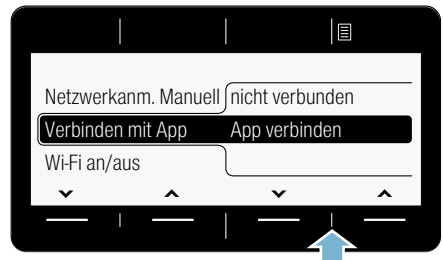 Netzwerkanm. Manuell nicht verbunden
Verbinden mit App App verbinden
Wi-Fi an/aus